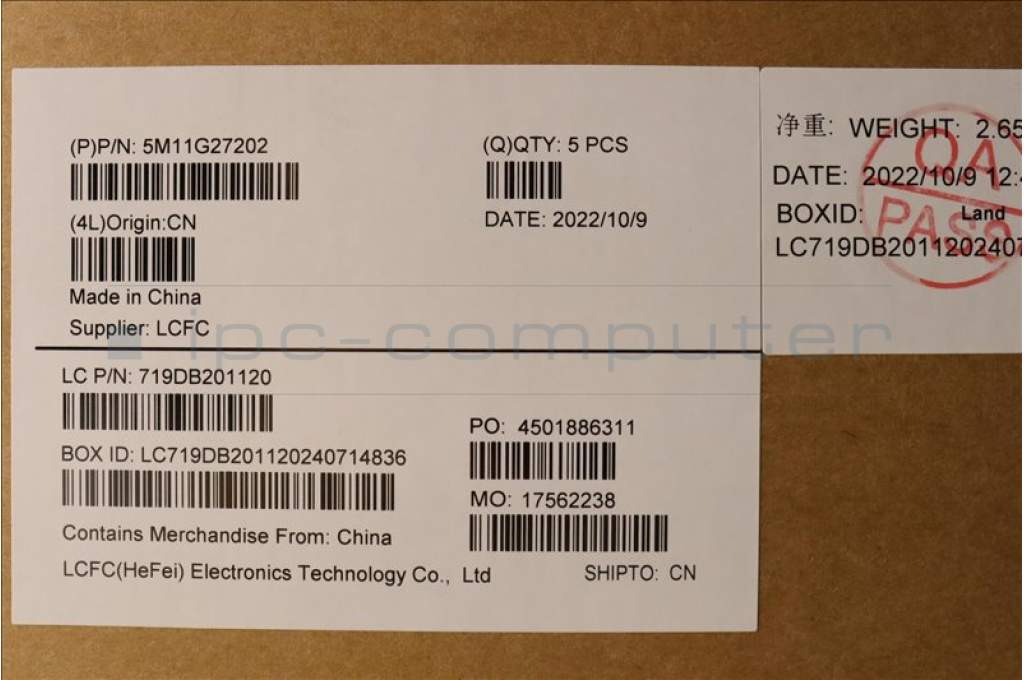 (P)P/N: 5M11G27202
(Q)QTY: 5 PCS
(4L)Origin:CN
DATE: 2022/10/9
Made in China
Supplier: LCFC
净重: WEIGHT: 2.65
DATE: 2022/10/9 12:
BOXID: Land
LC719DB2011202407
QA
PASS
ipc-computer
LC P/N: 719DB201120
PO: 4501886311
BOX ID: LC719DB201120240714836
MO: 17562238
Contains Merchandise From: China
LCFC(HeFei) Electronics Technology Co., Ltd
SHIPTO: CN